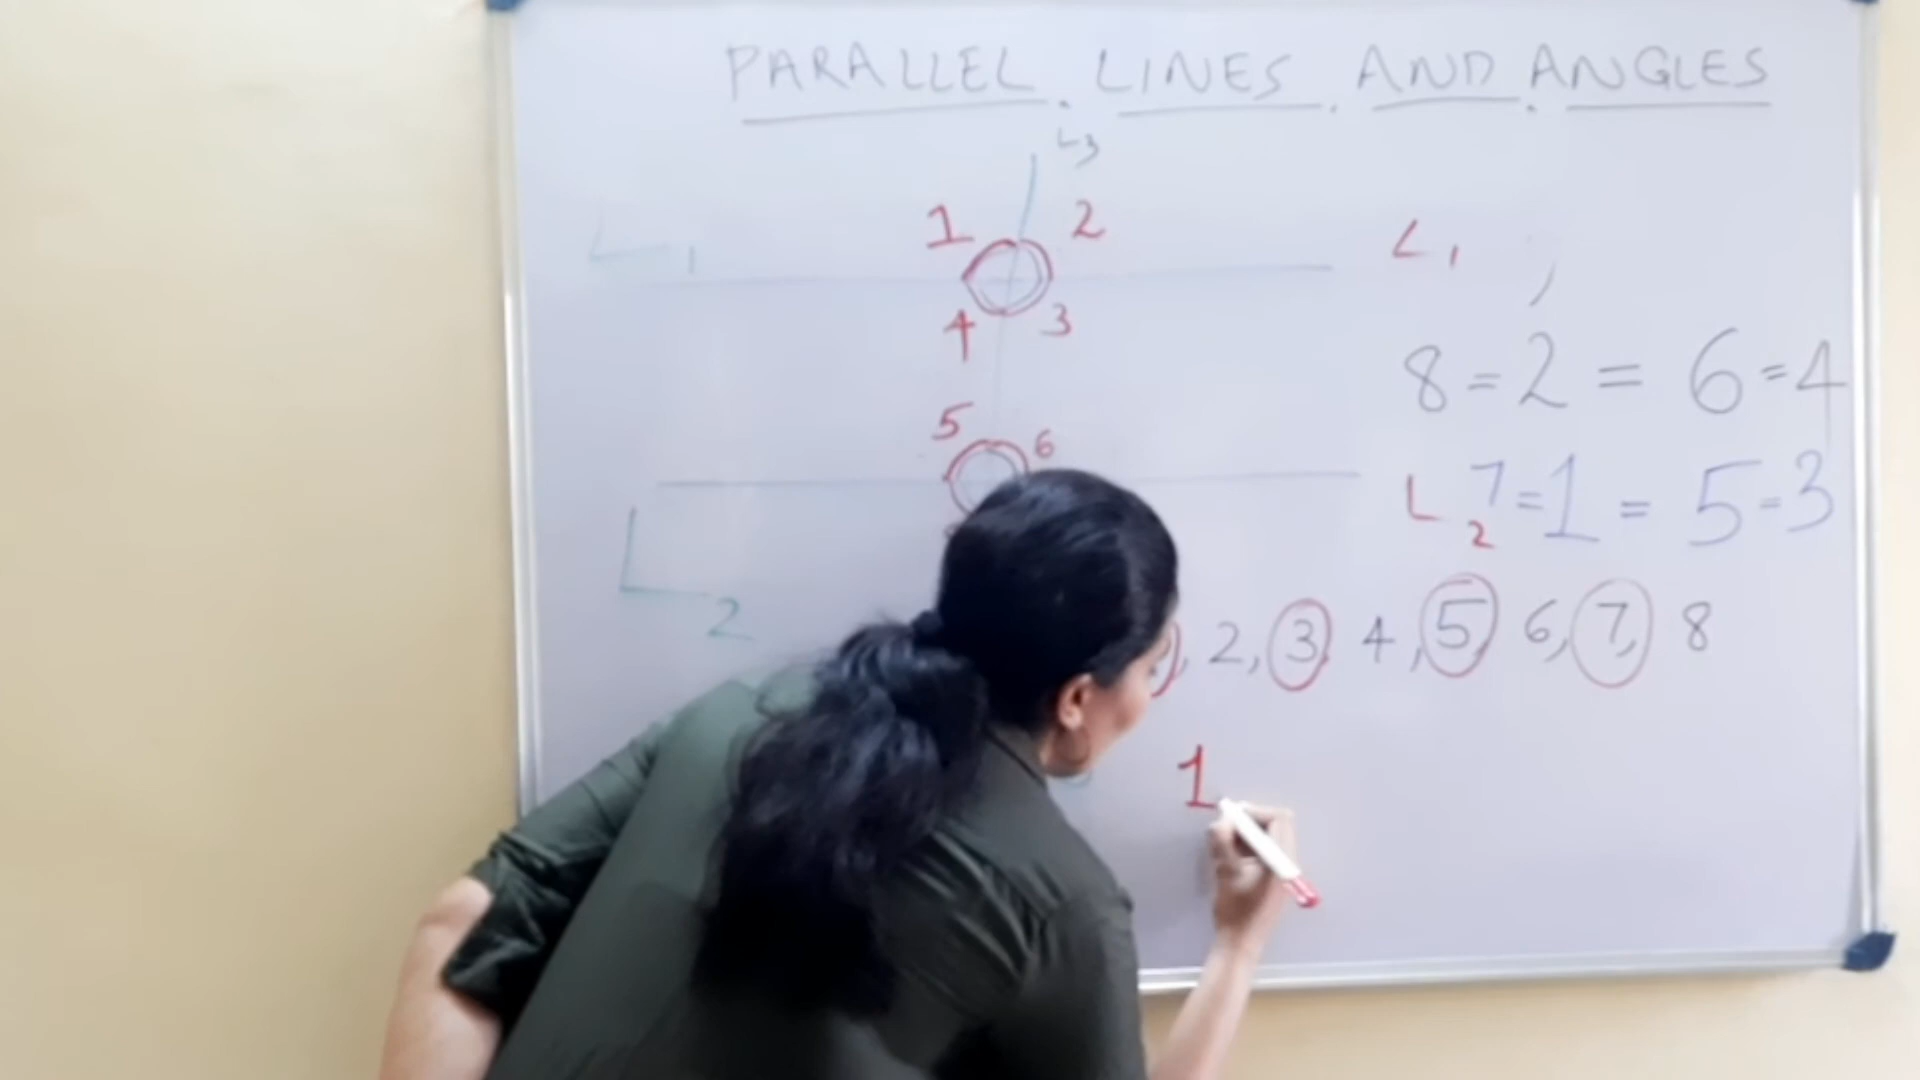 PARALLEL LINES AND ANGLES
L3
1 2
L1 L1 ,
4 3
8 = 2 = 6 = 4
5 6
L2 7 = 1 = 5 = 3
L2
, 2, 3, 4, 5, 6, 7, 8
1